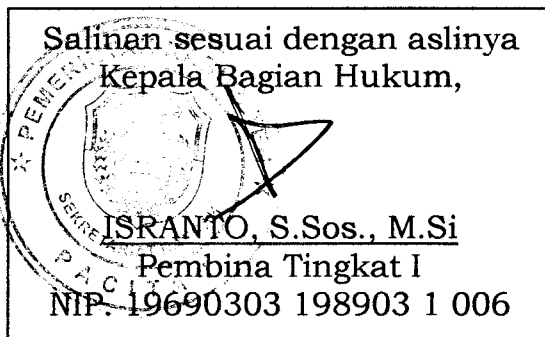 Salinan sesuai dengan aslinya
Kepala Bagian Hukum,
ISRANTO, S.Sos., M.Si
Pembina Tingkat I
NIP. 19690303 198903 1 006